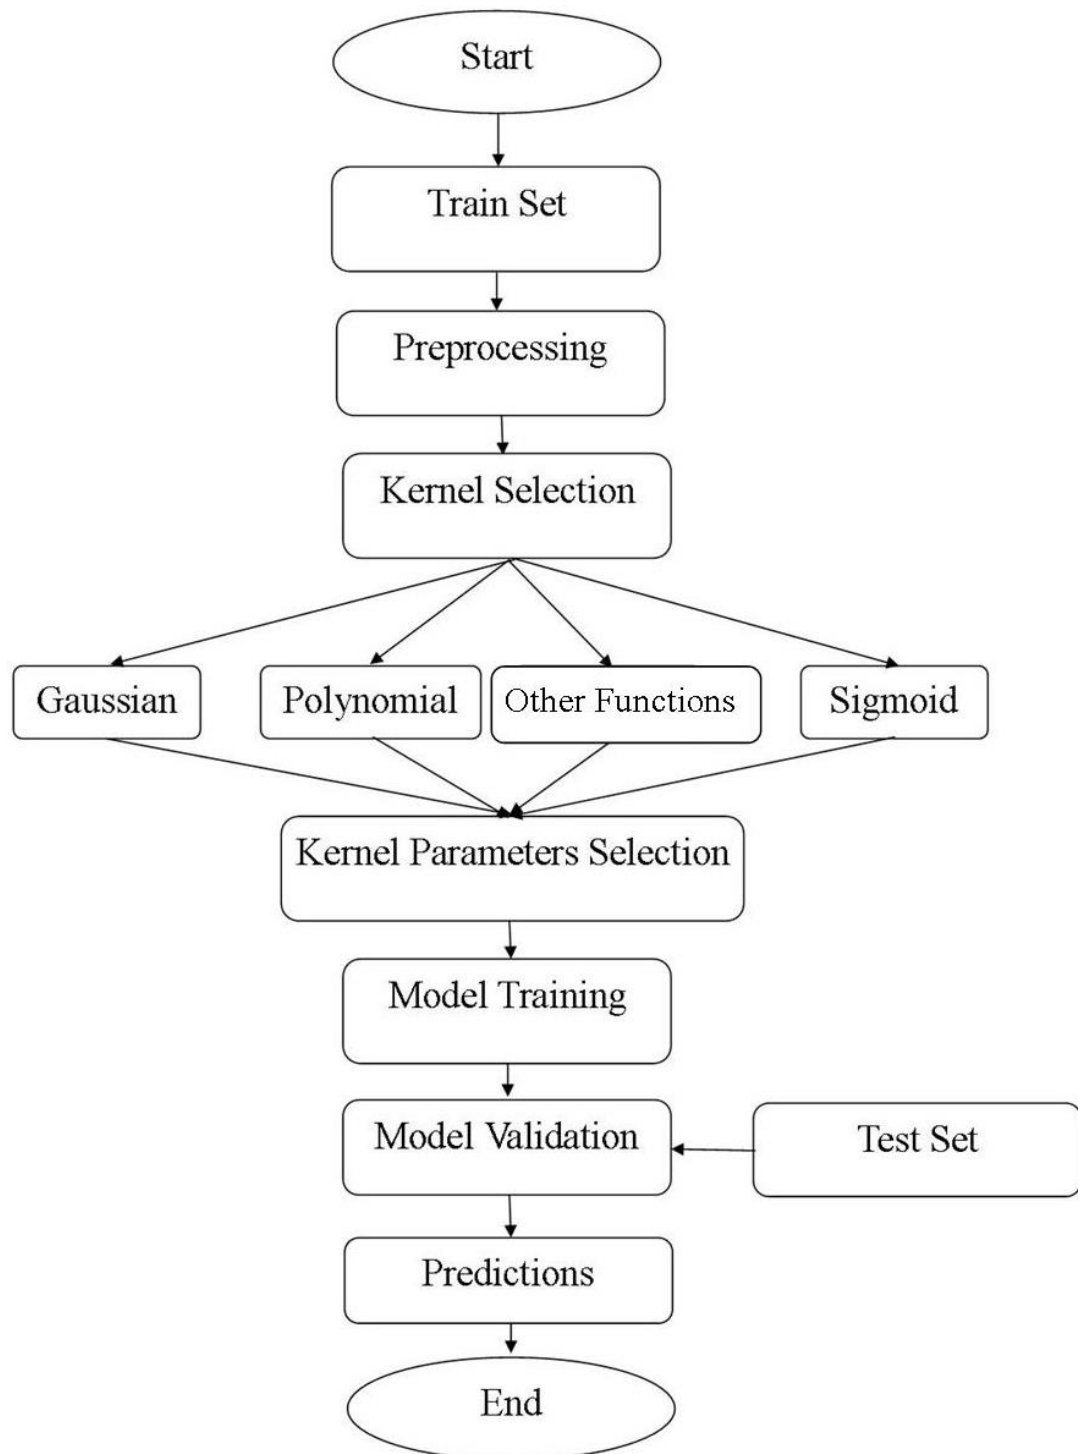 Start
Train Set
Preprocessing
Kernel Selection
Gaussian
Polynomial
Other Functions
Sigmoid
Kernel Parameters Selection
Model Training
Model Validation
Test Set
Predictions
End